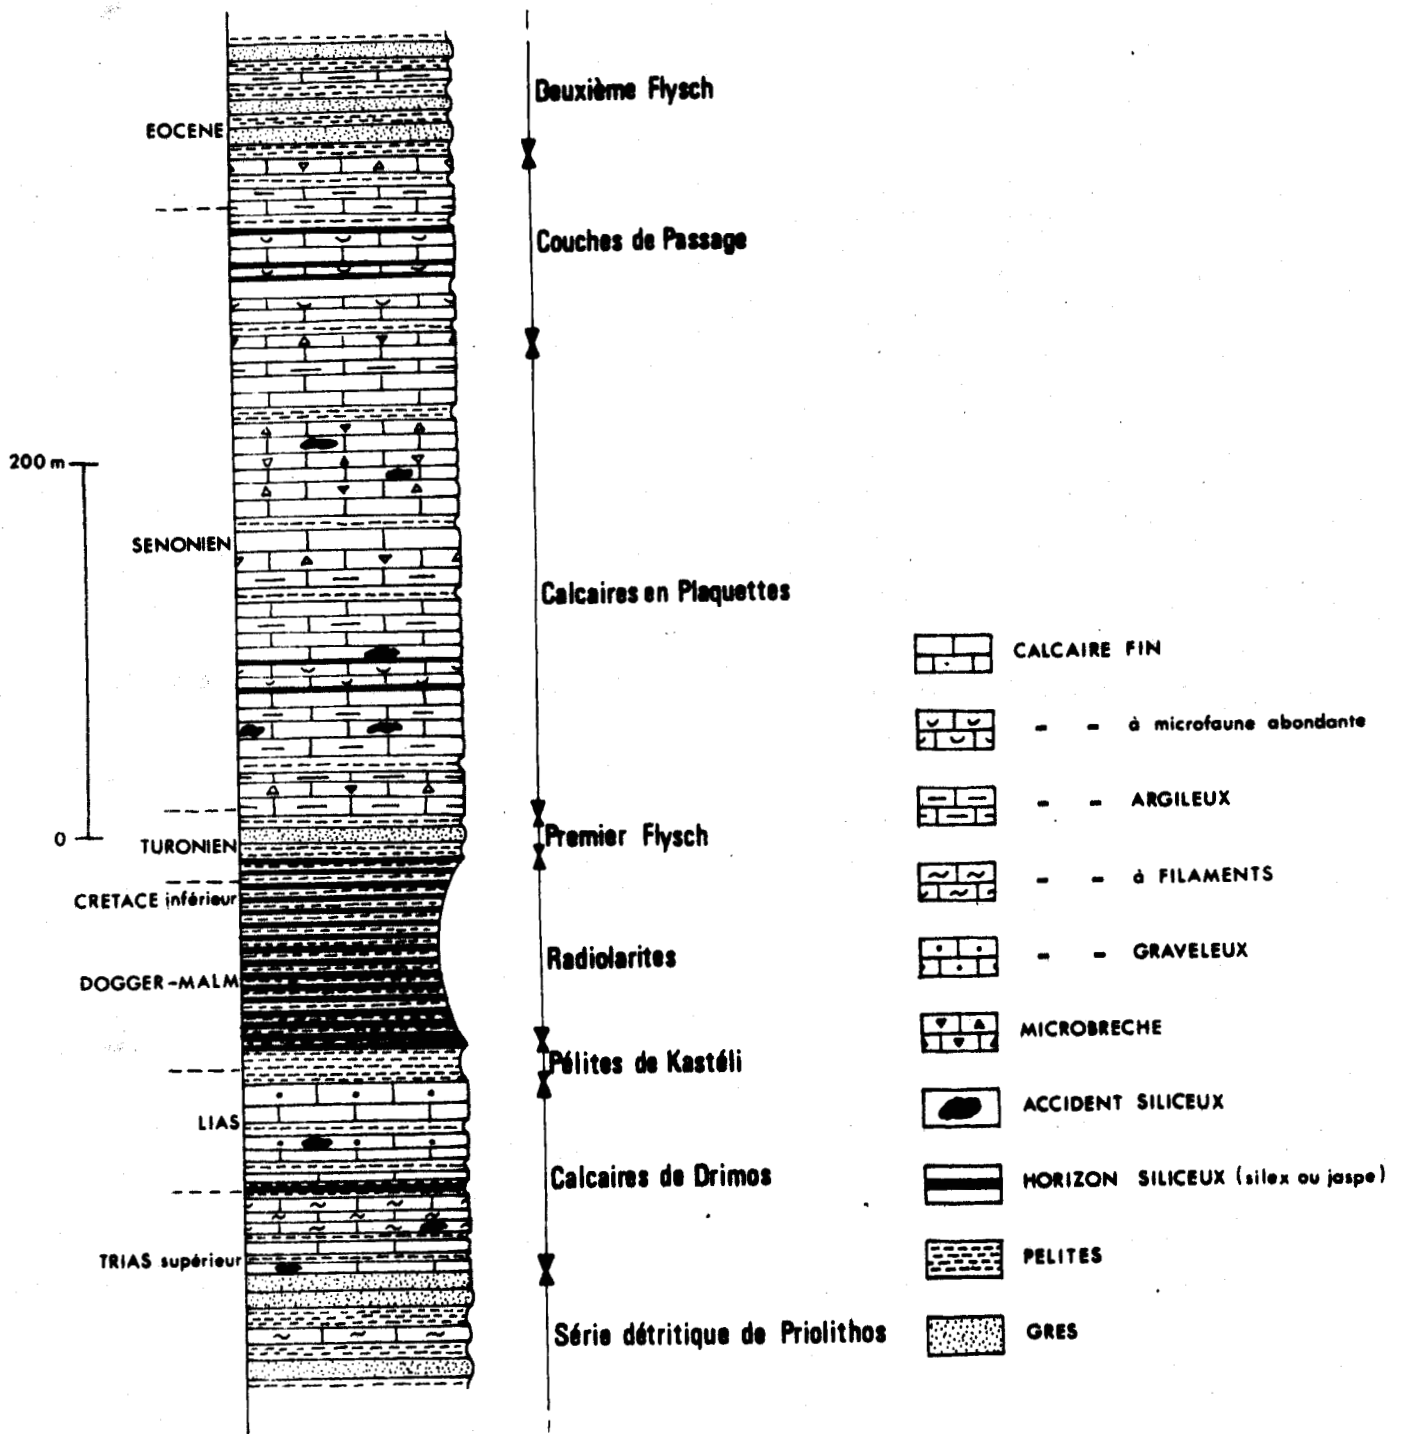 EOCENE
SENONIEN
TURONIEN
CRETACE inférieur
DOGGER-MALM
LIAS
TRIAS supérieur
200 m
0
Deuxième Flysch
Couches de Passage
Calcaires en Plaquettes
Premier Flysch
Radiolarites
Pélites de Kastéli
Calcaires de Drimos
Série détritique de Priolithos
CALCAIRE FIN
- - à microfaune abondante
- - ARGILEUX
- - à FILAMENTS
- - GRAVELEUX
MICROBRECHE
ACCIDENT SILICEUX
HORIZON SILICEUX (silex ou jaspe)
PELITES
GRES